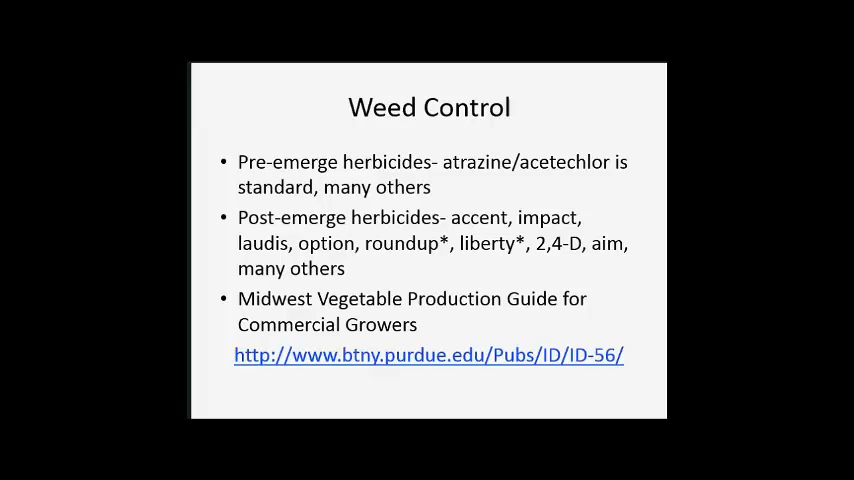 Weed Control
• Pre-emerge herbicides- atrazine/acetechlor is
standard, many others
• Post-emerge herbicides- accent, impact,
laudis, option, roundup*, liberty*, 2,4-D, aim,
many others
• Midwest Vegetable Production Guide for
Commercial Growers
http://www.btny.purdue.edu/Pubs/ID/ID-56/